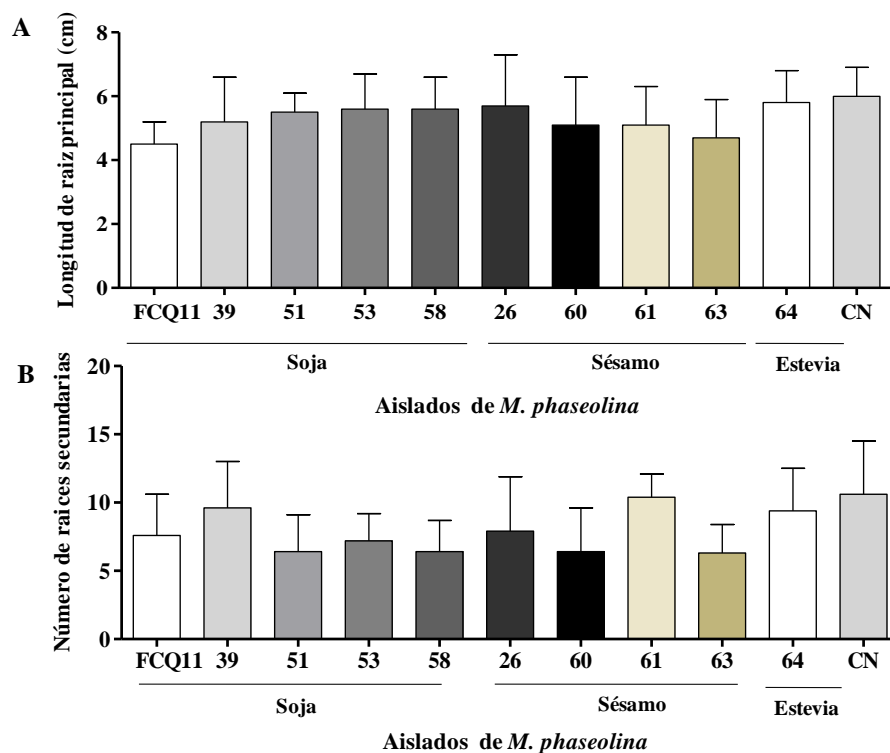 A
Longitud de raiz principal (cm)
8
6
4
2
0
FCQ11 39 51 53 58 26 60 61 63 64 CN
Soja Sésamo Estevia
Aislados de M. phaseolina
B
Número de raices secundarias
20
15
10
5
0
FCQ11 39 51 53 58 26 60 61 63 64 CN
Soja Sésamo Estevia
Aislados de M. phaseolina